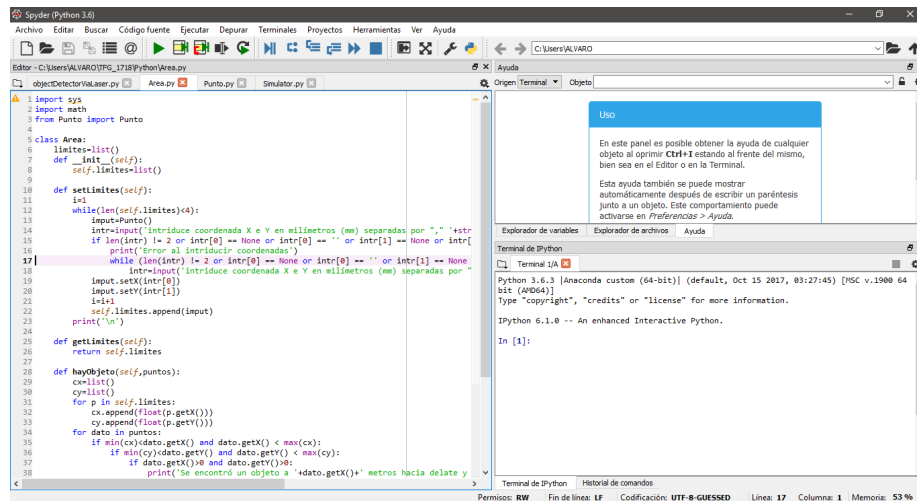 Spyder (Python 3.6)
Archivo Editar Buscar Código fuente Ejecutar Depurar Terminales Proyectos Herramientas Ver Ayuda
C:\Users\ALVARO
Editor - C:\Users\ALVARO\TFG_1718\Python\Area.py
objectDetectorViaLaser.py Area.py Punto.py Simulator.py
1 import sys
2 import math
3 from Punto import Punto
4
5 class Area:
6 limites=list()
7 def __init__(self):
8 self.limites=list()
9
10 def setLimites(self):
11 i=1
12 while(len(self.limites)<4):
13 imput=Punto()
14 intr=input('intriduce coordenada X e Y en milímetros (mm) separadas por "," '+str
15 if len(intr) != 2 or intr[0] == None or intr[0] == '' or intr[1] == None or intr[
16 print('Error al intriducir coordenadas')
17 while (len(intr) != 2 or intr[0] == None or intr[0] == '' or intr[1] == None
18 intr=input('intriduce coordenada X e Y en milímetros (mm) separadas por "
19 imput.setX(intr[0])
20 imput.setY(intr[1])
21 i=i+1
22 self.limites.append(imput)
23 print('\n')
24
25 def getLimites(self):
26 return self.limites
27
28 def hayObjeto(self,puntos):
29 cx=list()
30 cy=list()
31 for p in self.limites:
32 cx.append(float(p.getX()))
33 cy.append(float(p.getY()))
34 for dato in puntos:
35 if min(cx)<dato.getX() and dato.getX() < max(cx):
36 if min(cy)<dato.getY() and dato.getY() < max(cy):
37 if dato.getX()>0 and dato.getY()>0:
38 print('Se encontró un objeto a '+dato.getX()+' metros hacia delate y
Ayuda
Origen Terminal Objeto
Uso
En este panel es posible obtener la ayuda de cualquier
objeto al oprimir Ctrl+I estando al frente del mismo,
bien sea en el Editor o en la Terminal.
Esta ayuda también se puede mostrar
automáticamente después de escribir un paréntesis
junto a un objeto. Este comportamiento puede
activarse en Preferencias > Ayuda.
Explorador de variables Explorador de archivos Ayuda
Terminal de IPython
Terminal 1/A
Python 3.6.3 |Anaconda custom (64-bit)| (default, Oct 15 2017, 03:27:45) [MSC v.1900 64
bit (AMD64)]
Type "copyright", "credits" or "license" for more information.
IPython 6.1.0 -- An enhanced Interactive Python.
In [1]:
Terminal de IPython Historial de comandos
Permisos: RW Fin de línea: LF Codificación: UTF-8-GUESSED Línea: 17 Columna: 1 Memoria: 53 %